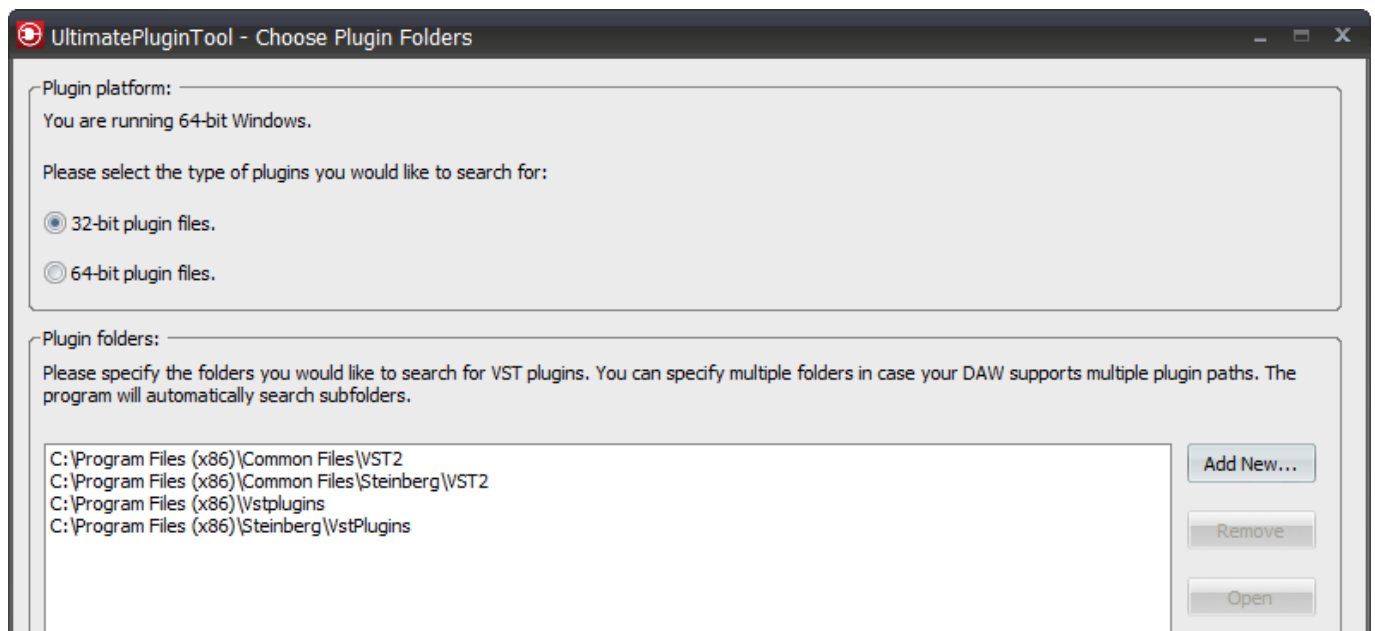 UltimatePluginTool - Choose Plugin Folders
Plugin platform:
You are running 64-bit Windows.
Please select the type of plugins you would like to search for:
32-bit plugin files.
64-bit plugin files.
Plugin folders:
Please specify the folders you would like to search for VST plugins. You can specify multiple folders in case your DAW supports multiple plugin paths. The
program will automatically search subfolders.
C:\Program Files (x86)\Common Files\VST2
C:\Program Files (x86)\Common Files\Steinberg\VST2
C:\Program Files (x86)\Vstplugins
C:\Program Files (x86)\Steinberg\VstPlugins
Add New...
Remove
Open